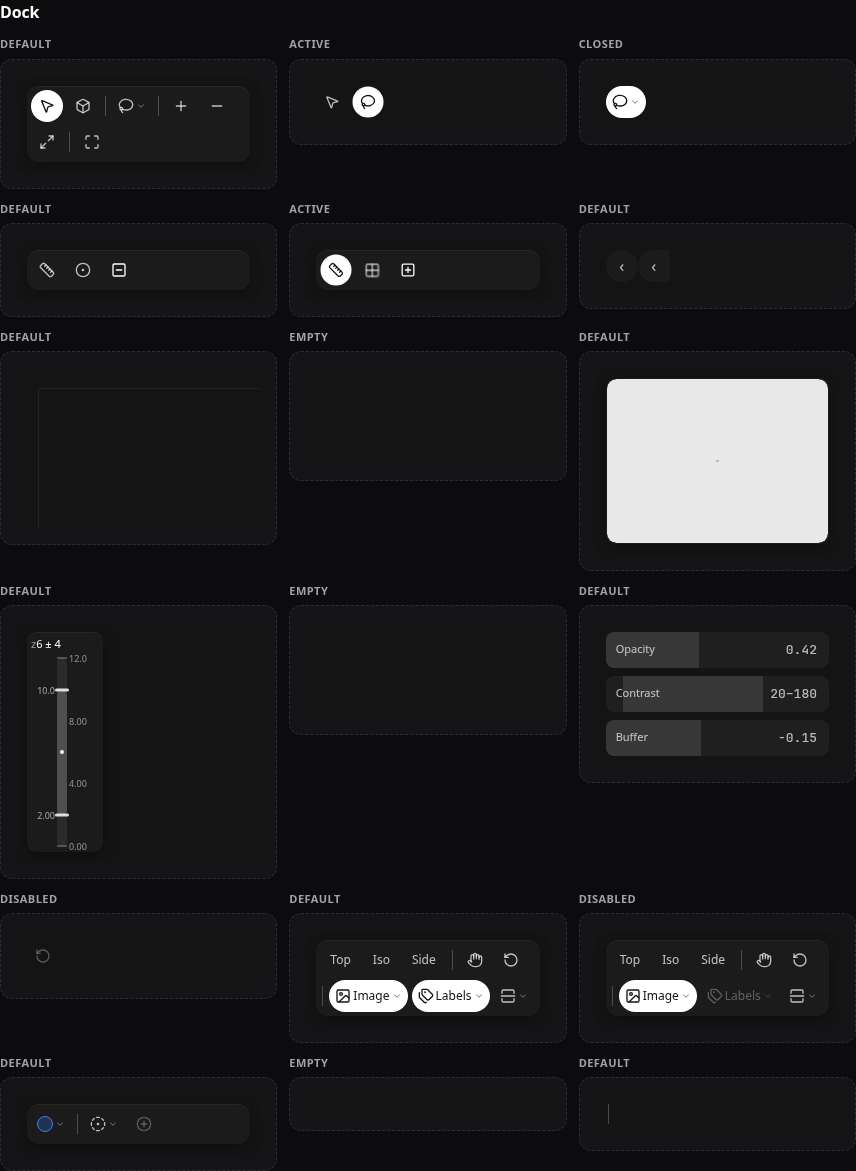 Dock
DEFAULT
ACTIVE
CLOSED
DEFAULT
ACTIVE
DEFAULT
DEFAULT
EMPTY
DEFAULT
DEFAULT
EMPTY
DEFAULT
z6 ± 4
12.0
10.0
8.00
4.00
2.00
0.00
Opacity 0.42
Contrast 20–180
Buffer -0.15
DISABLED
DEFAULT
DISABLED
Top Iso Side
Image Labels
Top Iso Side
Image Labels
DEFAULT
EMPTY
DEFAULT